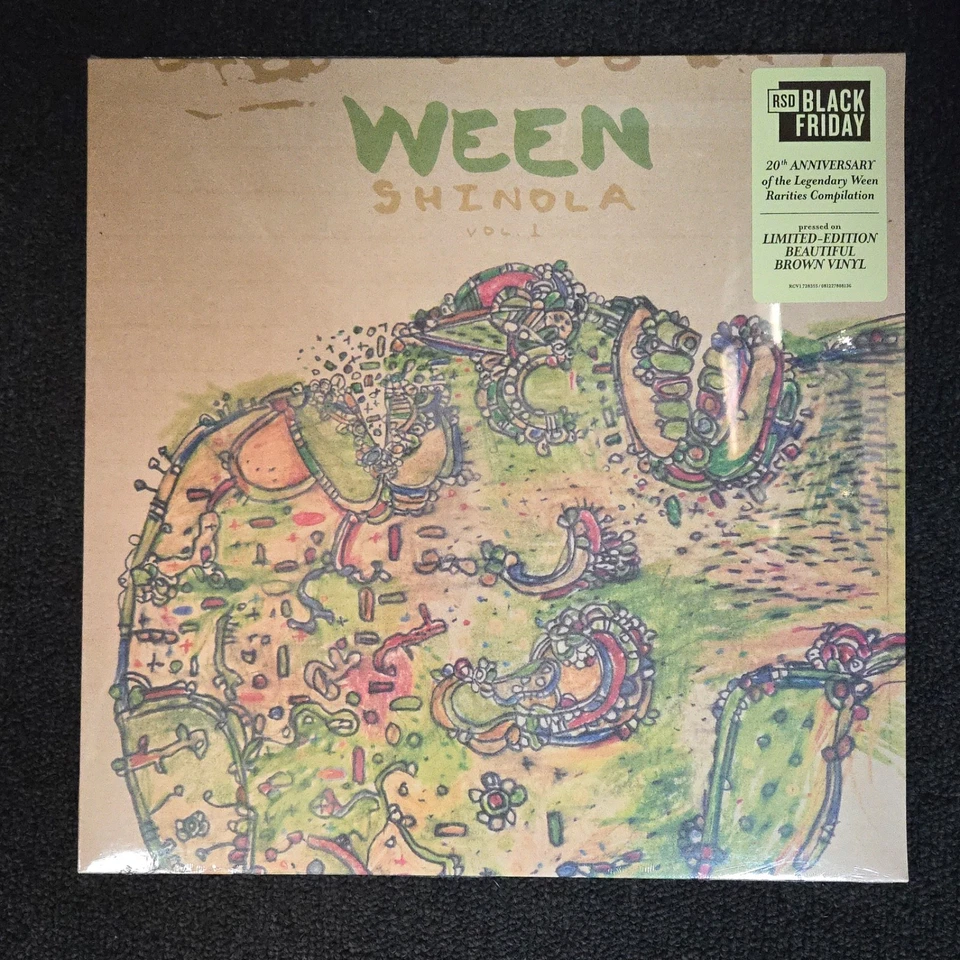 WEEN
SHINOLA
VOL. 1
RSD BLACK
FRIDAY
20th ANNIVERSARY
of the Legendary Ween
Rarities Compilation
pressed on
LIMITED-EDITION
BEAUTIFUL
BROWN VINYL